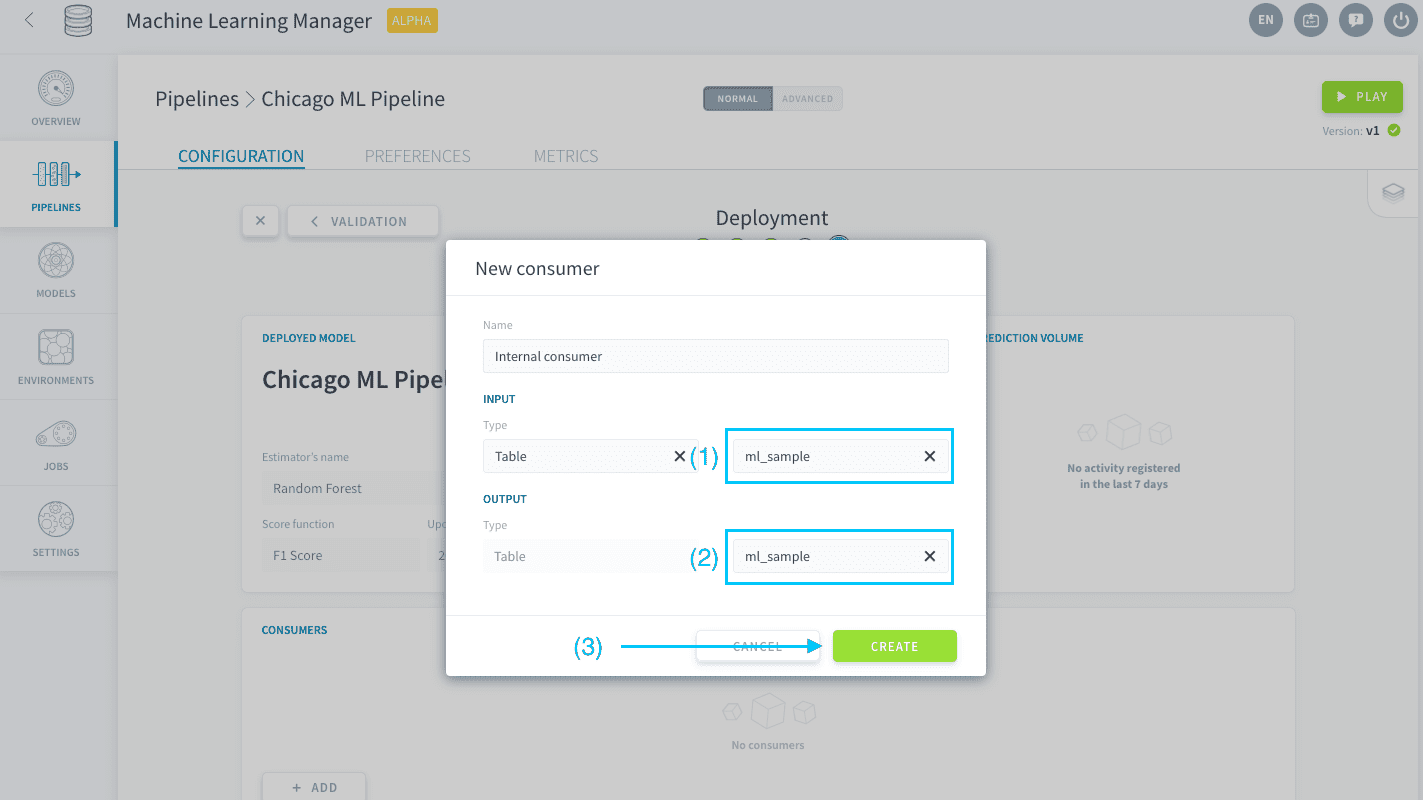 Machine Learning Manager ALPHA
EN
OVERVIEW
PIPELINES
MODELS
ENVIRONMENTS
JOBS
SETTINGS
Pipelines > Chicago ML Pipeline
NORMAL ADVANCED
PLAY
Version: v1
CONFIGURATION PREFERENCES METRICS
VALIDATION
Deployment
DEPLOYED MODEL
Chicago ML Pipel
Estimator's name
Random Forest
Score function
F1 Score
Upd
2
New consumer
Name
Internal consumer
INPUT
Type
Table
(1)
ml_sample
OUTPUT
Type
Table
(2)
ml_sample
(3)
CANCEL
CREATE
REDICTION VOLUME
No activity registered
in the last 7 days
CONSUMERS
No consumers
+ ADD